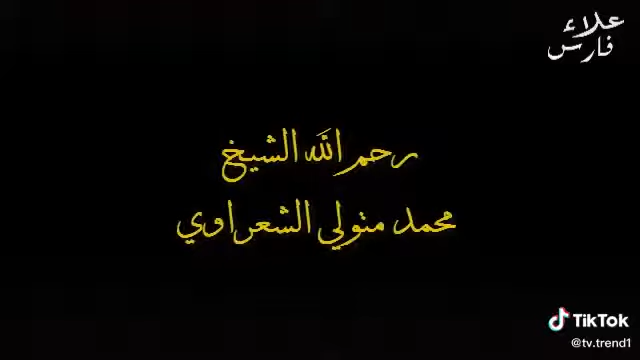 علاء
فارس
رحم الله الشيخ
محمد متولي الشعراوي
TikTok
@tv.trend1